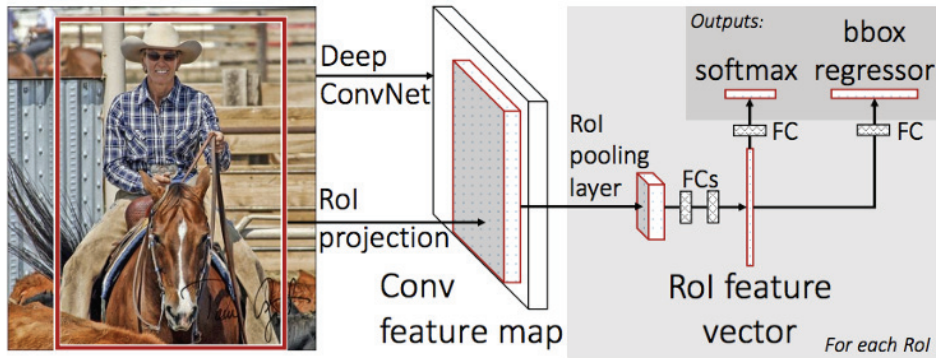 Deep
ConvNet
RoI
projection
Conv
feature map
RoI
pooling
layer
FCs
RoI feature
vector
For each RoI
Outputs:
softmax
bbox
regressor
FC
FC